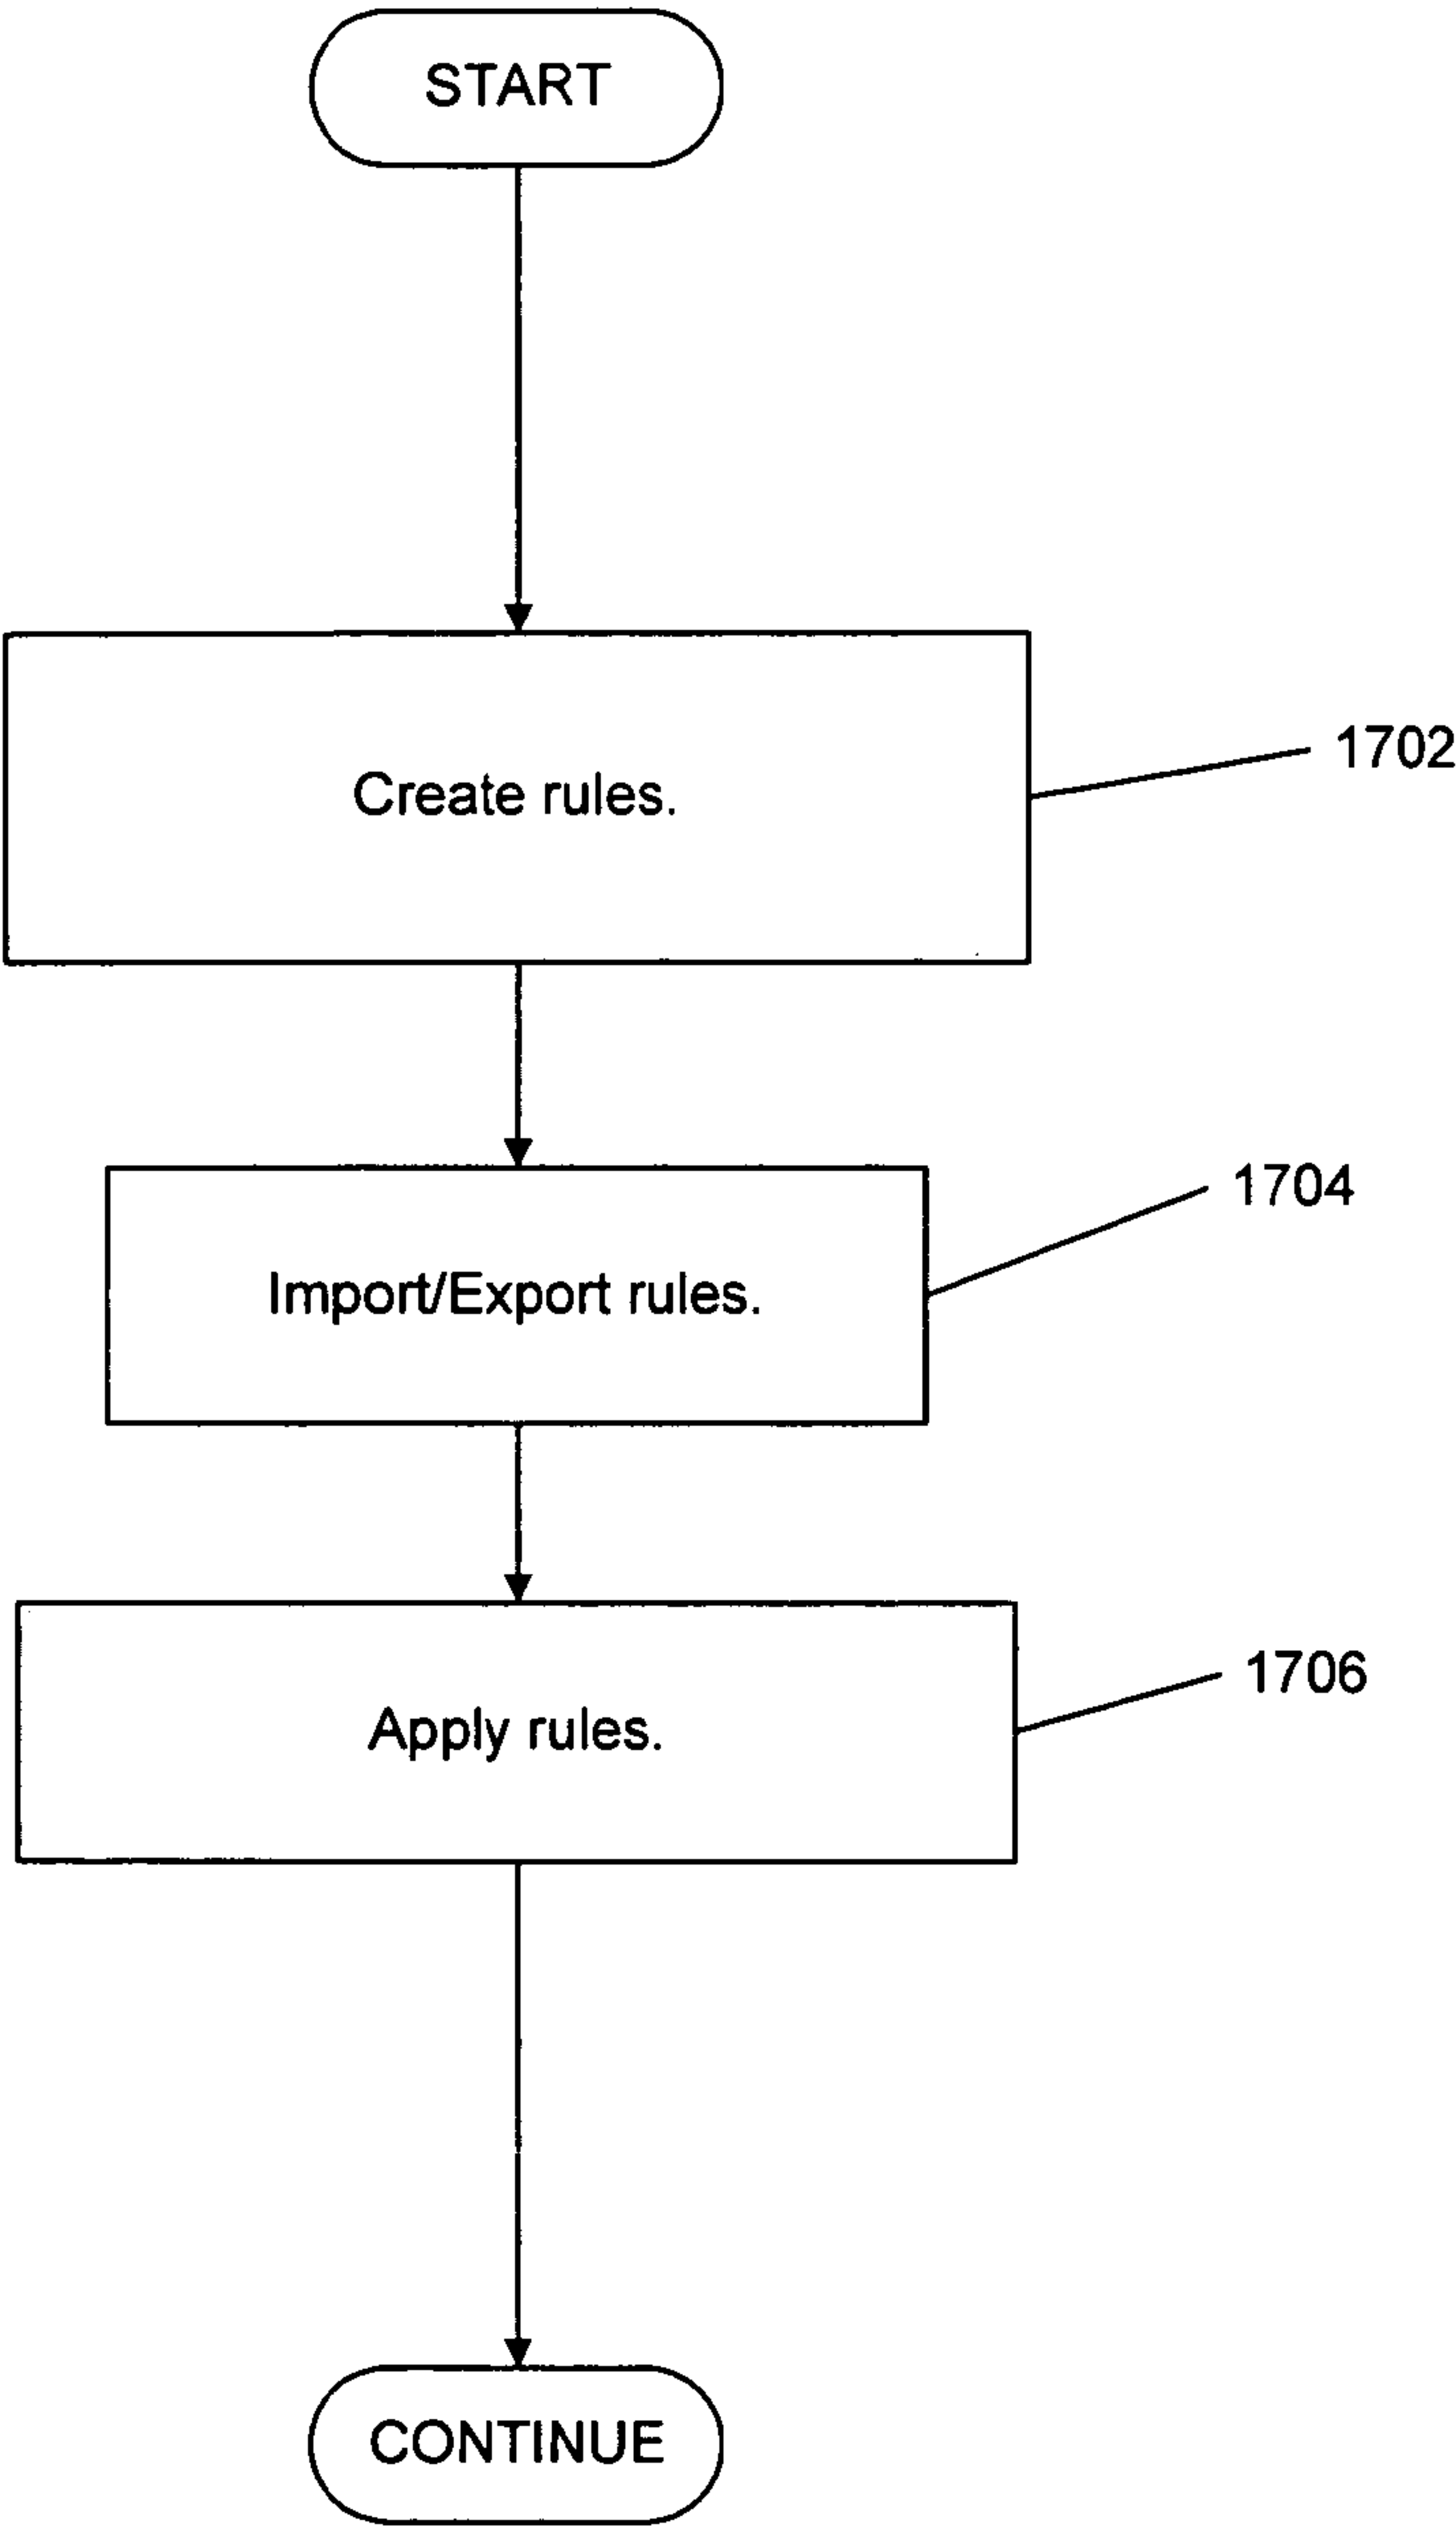 START
Create rules.
1702
Import/Export rules.
1704
Apply rules.
1706
CONTINUE